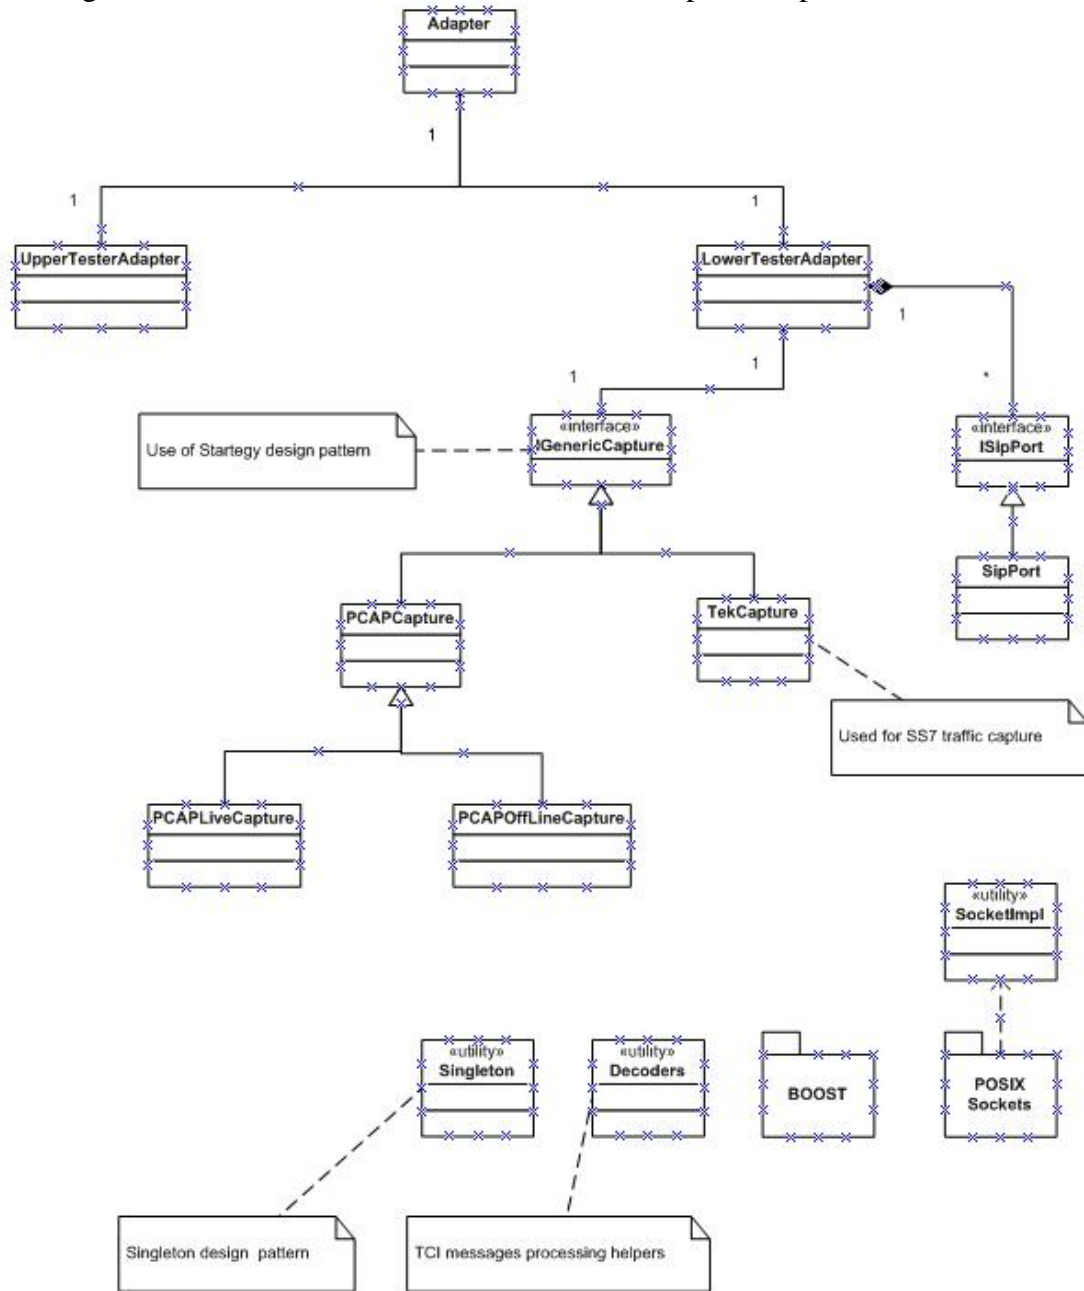 Adapter
1
1
1
UpperTesterAdapter
LowerTesterAdapter
1
1
1
*
«interface»
IGenericCapture
«interface»
ISipPort
Use of Startegy design pattern
SipPort
PCAPCapture
TekCapture
Used for SS7 traffic capture
PCAPLiveCapture
PCAPOffLineCapture
«utility»
SocketImpl
«utility»
Singleton
«utility»
Decoders
BOOST
POSIX
Sockets
Singleton design pattern
TCI messages processing helpers